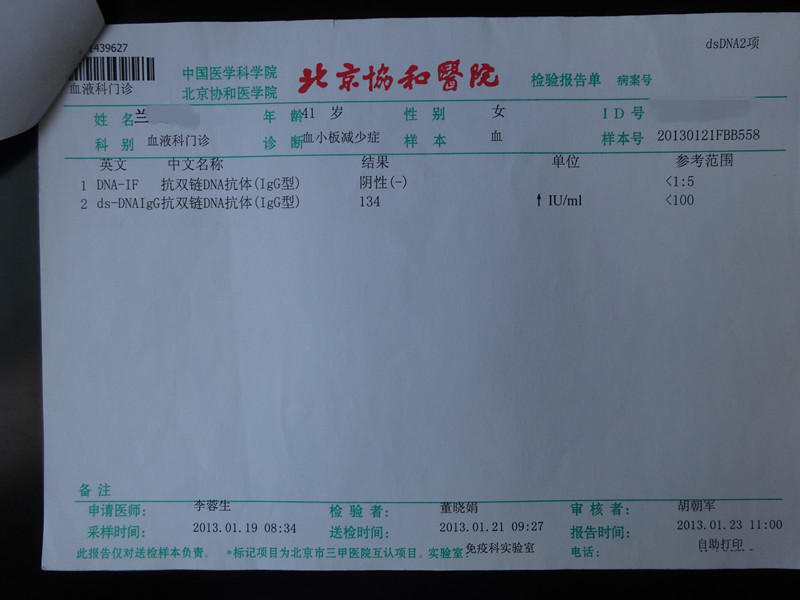 dsDNA2项
439627
血液科门诊
中国医学科学院
北京协和医学院
北京協和醫院
检验报告单 病案号
姓 名 兰 年 龄 41 岁 性 别 女 ID号
科 别 血液科门诊 诊 断 血小板减少症 样 本 血 样本号 20130121FBB558
英文 中文名称 结果 单位 参考范围
1 DNA-IF 抗双链DNA抗体(IgG型) 阴性(-) <1:5
2 ds-DNAIgG抗双链DNA抗体(IgG型) 134 ↑ IU/ml <100
备 注
申请医师: 李蓉生 检 验 者: 董晓娟 审 核 者: 胡朝军
采样时间: 2013.01.19 08:34 送检时间: 2013.01.21 09:27 报告时间: 2013.01.23 11:00
此报告仅对送检样本负责。 *标记项目为北京市三甲医院互认项目。实验室: 免疫科实验室 电话: 自助打印